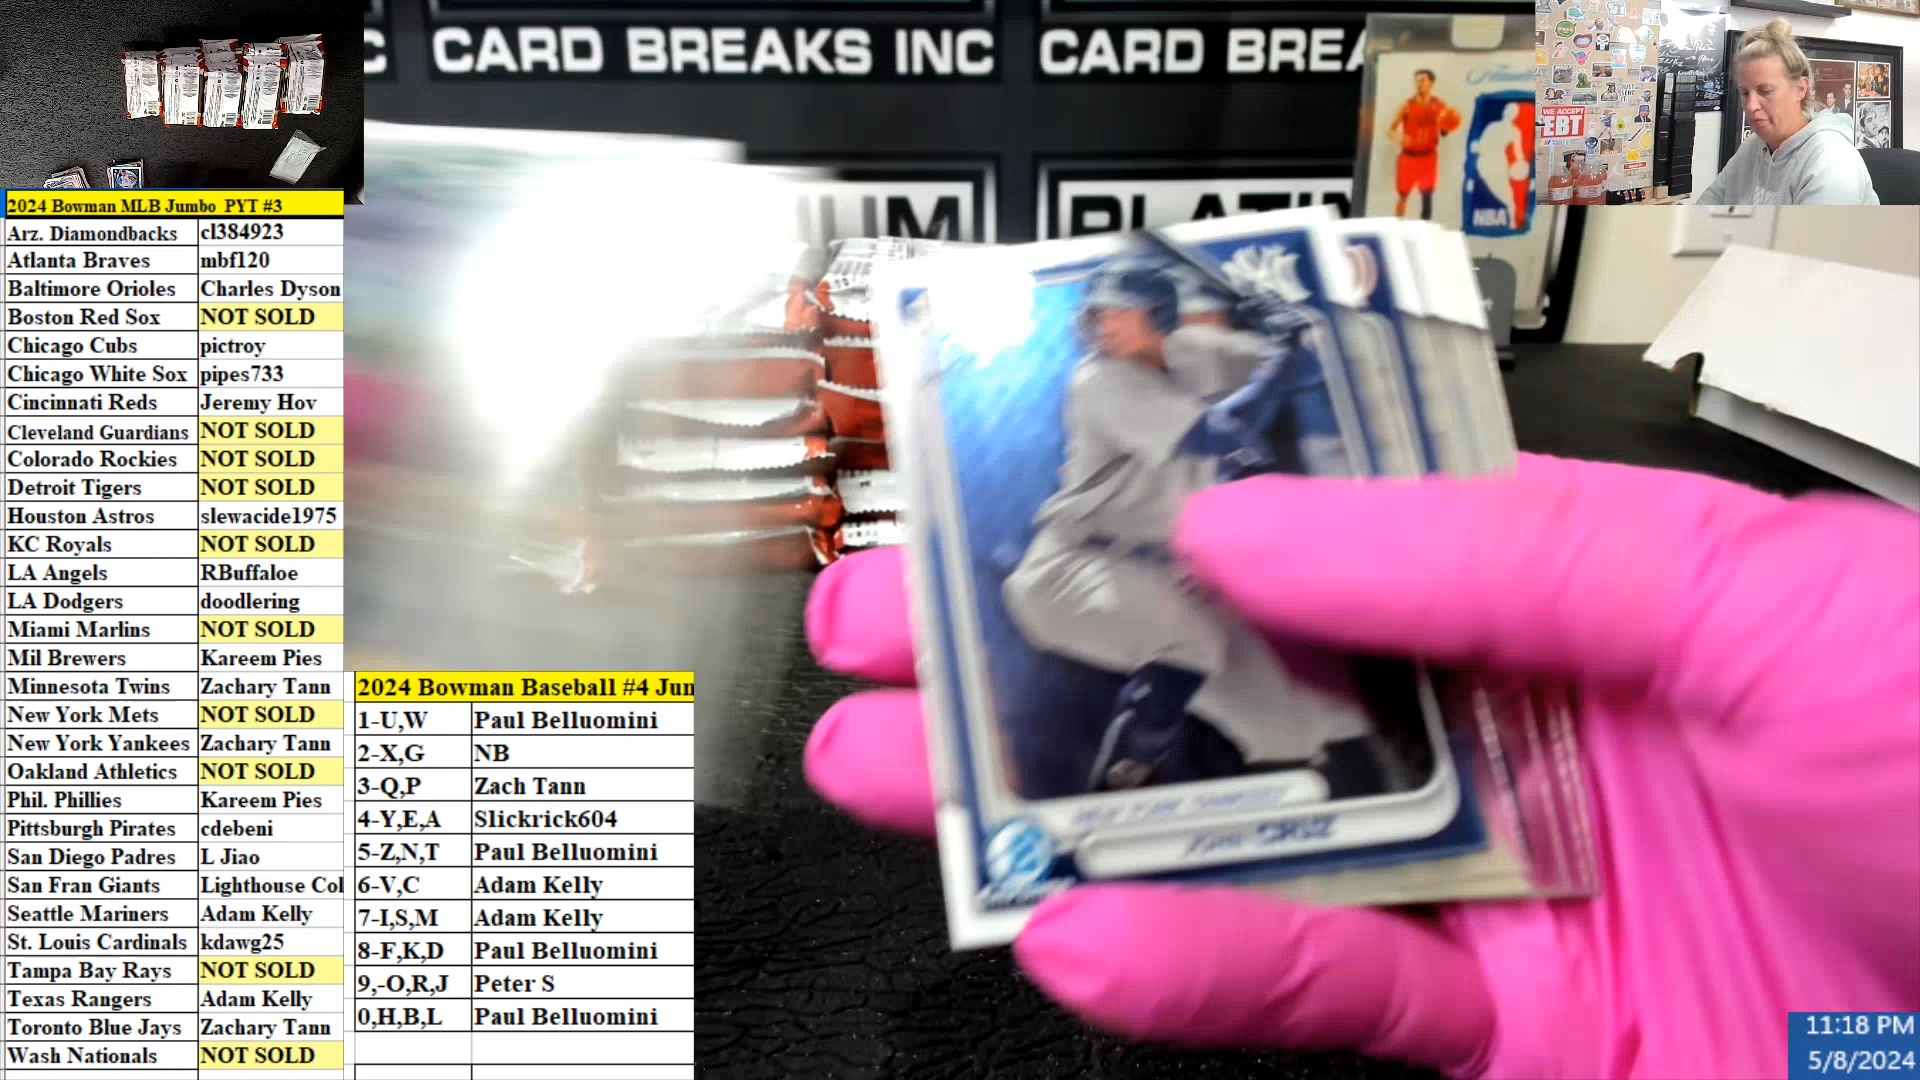 C CARD BREAKS INC CARD BREA
UM PLATI
NBA
WE ACCEPT
EBT
2024 Bowman MLB Jumbo PYT #3
Arz. Diamondbacks cl384923
Atlanta Braves mbf120
Baltimore Orioles Charles Dyson
Boston Red Sox NOT SOLD
Chicago Cubs pictroy
Chicago White Sox pipes733
Cincinnati Reds Jeremy Hov
Cleveland Guardians NOT SOLD
Colorado Rockies NOT SOLD
Detroit Tigers NOT SOLD
Houston Astros slewacide1975
KC Royals NOT SOLD
LA Angels RBuffaloe
LA Dodgers doodlering
Miami Marlins NOT SOLD
Mil Brewers Kareem Pies
Minnesota Twins Zachary Tann
New York Mets NOT SOLD
New York Yankees Zachary Tann
Oakland Athletics NOT SOLD
Phil. Phillies Kareem Pies
Pittsburgh Pirates cdebeni
San Diego Padres L Jiao
San Fran Giants Lighthouse Col
Seattle Mariners Adam Kelly
St. Louis Cardinals kdawg25
Tampa Bay Rays NOT SOLD
Texas Rangers Adam Kelly
Toronto Blue Jays Zachary Tann
Wash Nationals NOT SOLD
2024 Bowman Baseball #4 Jum
1-U,W Paul Belluomini
2-X,G NB
3-Q,P Zach Tann
4-Y,E,A Slickrick604
5-Z,N,T Paul Belluomini
6-V,C Adam Kelly
7-I,S,M Adam Kelly
8-F,K,D Paul Belluomini
9,-O,R,J Peter S
0,H,B,L Paul Belluomini
CRUZ
11:18 PM
5/8/2024